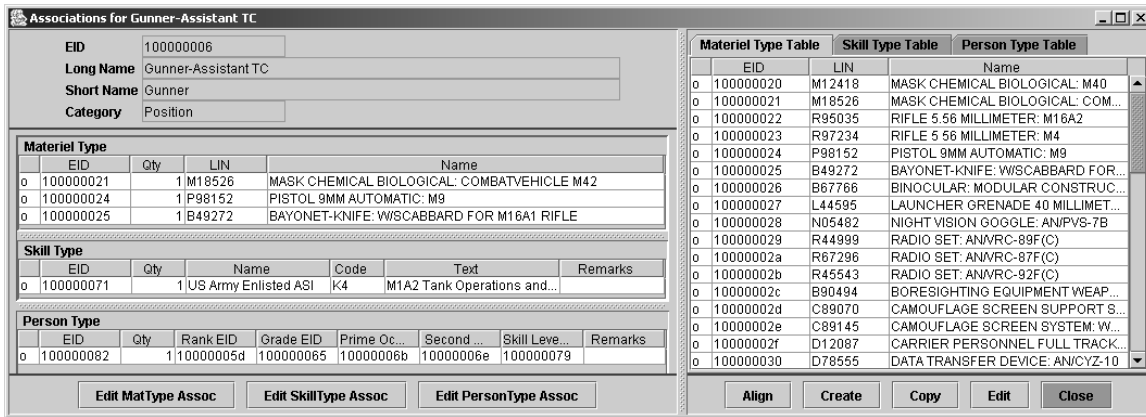 Associations for Gunner-Assistant TC
EID 100000006
Long Name Gunner-Assistant TC
Short Name Gunner
Category Position
Materiel Type
EID Qty LIN Name
o 100000021 1 M18526 MASK CHEMICAL BIOLOGICAL: COMBATVEHICLE M42
o 100000024 1 P98152 PISTOL 9MM AUTOMATIC: M9
o 100000025 1 B49272 BAYONET-KNIFE: W/SCABBARD FOR M16A1 RIFLE
Skill Type
EID Qty Name Code Text Remarks
o 100000071 1 US Army Enlisted ASI K4 M1A2 Tank Operations and...
Person Type
EID Qty Rank EID Grade EID Prime Oc... Second ... Skill Leve... Remarks
o 100000082 1 10000005d 100000065 10000006b 10000006e 100000079
Edit MatType Assoc Edit SkillType Assoc Edit PersonType Assoc
Materiel Type Table Skill Type Table Person Type Table
EID LIN Name
o 100000020 M12418 MASK CHEMICAL BIOLOGICAL: M40
o 100000021 M18526 MASK CHEMICAL BIOLOGICAL: COM...
o 100000022 R95035 RIFLE 5.56 MILLIMETER: M16A2
o 100000023 R97234 RIFLE 5 56 MILLIMETER: M4
o 100000024 P98152 PISTOL 9MM AUTOMATIC: M9
o 100000025 B49272 BAYONET-KNIFE: W/SCABBARD FOR...
o 100000026 B67766 BINOCULAR: MODULAR CONSTRUC...
o 100000027 L44595 LAUNCHER GRENADE 40 MILLIMET...
o 100000028 N05482 NIGHT VISION GOGGLE: AN/PVS-7B
o 100000029 R44999 RADIO SET: AN/VRC-89F(C)
o 10000002a R67296 RADIO SET: AN/VRC-87F(C)
o 10000002b R45543 RADIO SET: AN/VRC-92F(C)
o 10000002c B90494 BORESIGHTING EQUIPMENT WEAP...
o 10000002d C89070 CAMOUFLAGE SCREEN SUPPORT S...
o 10000002e C89145 CAMOUFLAGE SCREEN SYSTEM: W...
o 10000002f D12087 CARRIER PERSONNEL FULL TRACK...
o 100000030 D78555 DATA TRANSFER DEVICE: AN/CYZ-10
Align Create Copy Edit Close